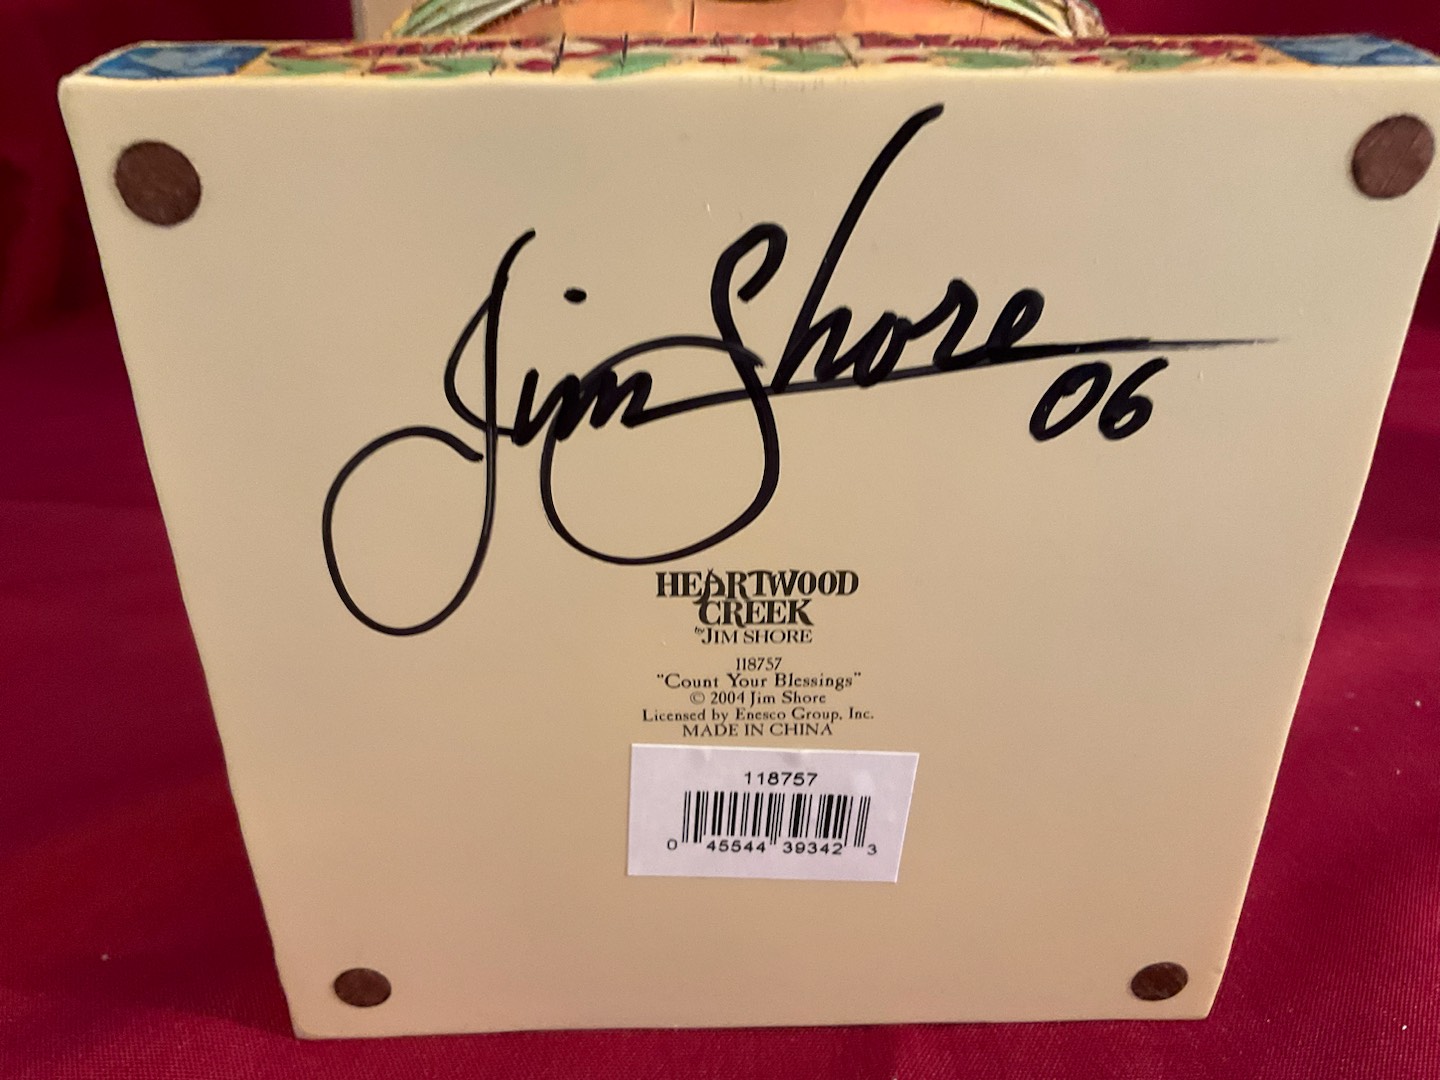 Jim Shore
06
HEARTWOOD
CREEK
by JIM SHORE
118757
"Count Your Blessings"
© 2004 Jim Shore
Licensed by Enesco Group, Inc.
MADE IN CHINA
118757
0 45544 39342 3